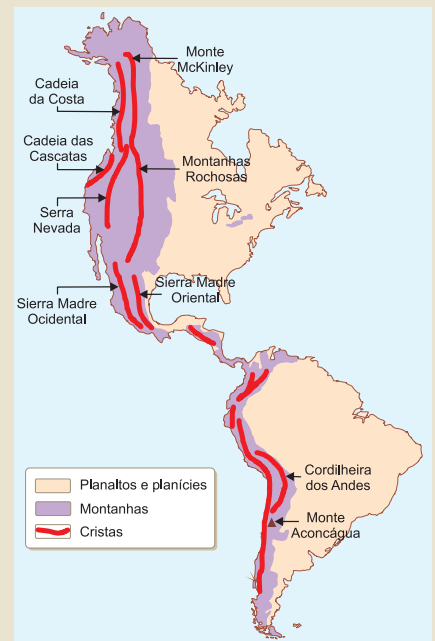 Monte
McKinley
Cadeia
da Costa
Cadeia das
Cascatas
Montanhas
Rochosas
Serra
Nevada
Sierra Madre
Oriental
Sierra Madre
Ocidental
Cordilheira
dos Andes
Monte
Aconcágua
Planaltos e planícies
Montanhas
Cristas